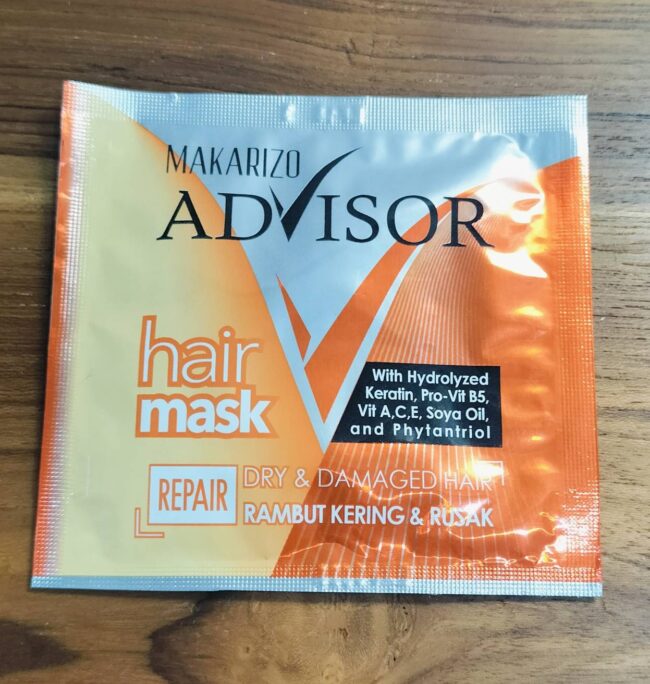 MAKARIZO
ADVISOR
hair
mask
With Hydrolyzed
Keratin, Pro-Vit B5,
Vit A,C,E, Soya Oil,
and Phytantriol
REPAIR
DRY & DAMAGED HAIR
RAMBUT KERING & RUSAK